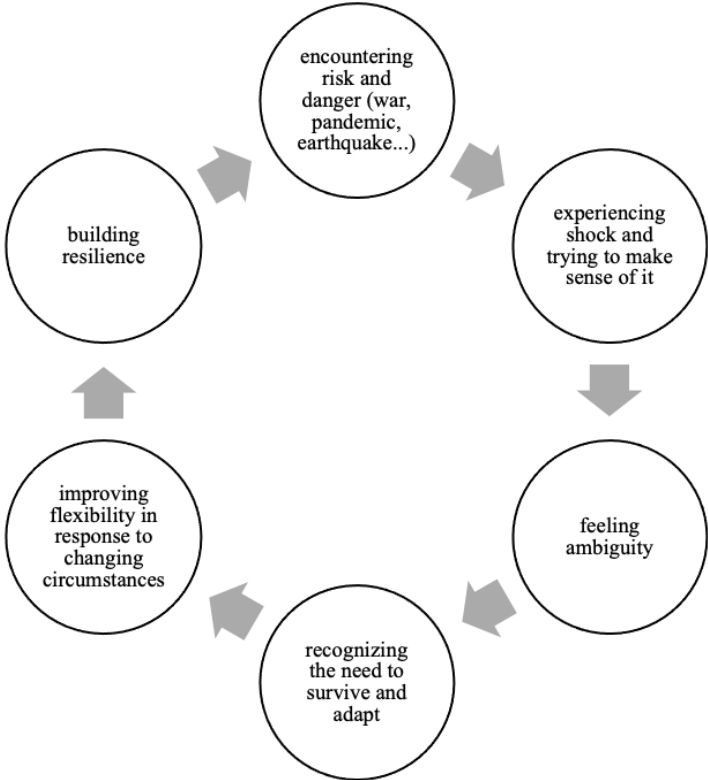 encountering
risk and
danger (war,
pandemic,
earthquake...)
experiencing
shock and
trying to make
sense of it
feeling
ambiguity
recognizing
the need to
survive and
adapt
improving
flexibility in
response to
changing
circumstances
building
resilience